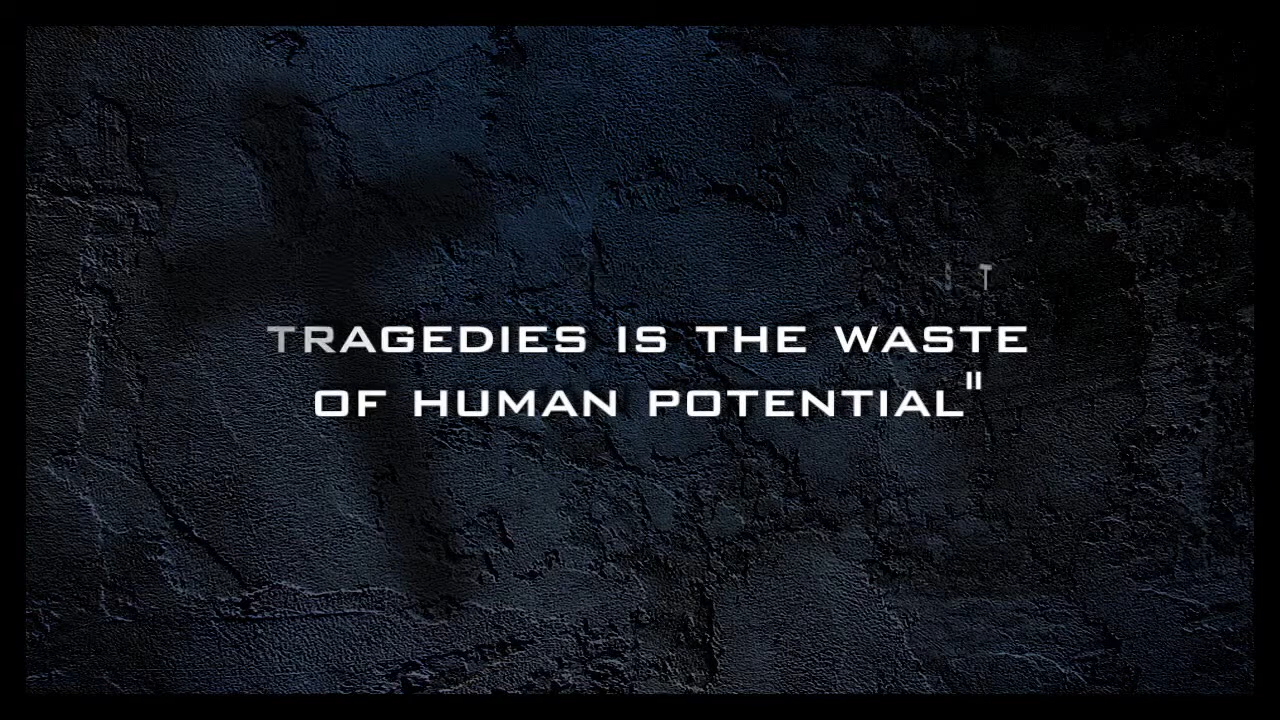 TRAGEDIES IS THE WASTE
OF HUMAN POTENTIAL"